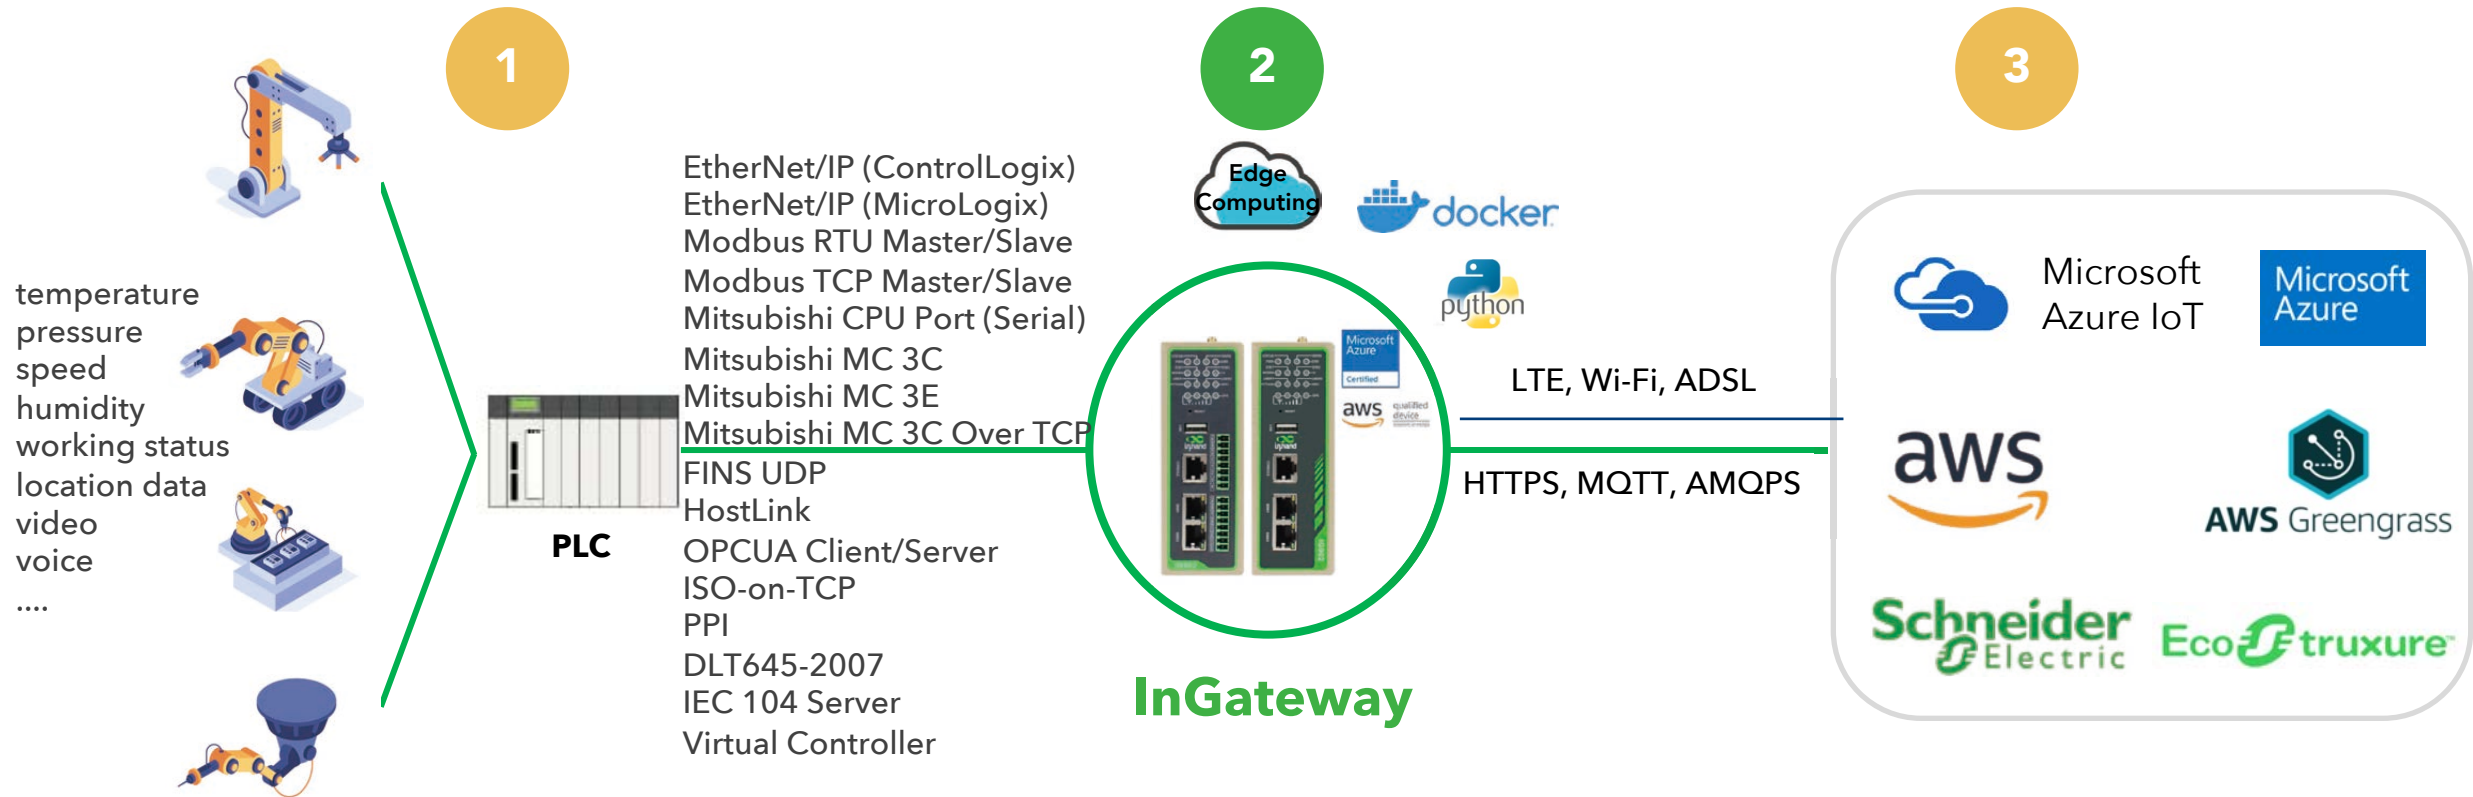 1
2
3
temperature
pressure
speed
humidity
working status
location data
video
voice
....
PLC
EtherNet/IP (ControlLogix)
EtherNet/IP (MicroLogix)
Modbus RTU Master/Slave
Modbus TCP Master/Slave
Mitsubishi CPU Port (Serial)
Mitsubishi MC 3C
Mitsubishi MC 3E
Mitsubishi MC 3C Over TCP
FINS UDP
HostLink
OPCUA Client/Server
ISO-on-TCP
PPI
DLT645-2007
IEC 104 Server
Virtual Controller
Edge
Computing
docker
python
Microsoft
Azure
Certified
aws
qualified
device
InGateway
LTE, Wi-Fi, ADSL
HTTPS, MQTT, AMQPS
Microsoft
Azure IoT
Microsoft
Azure
aws
AWS Greengrass
Schneider
Electric
EcoStruxure™